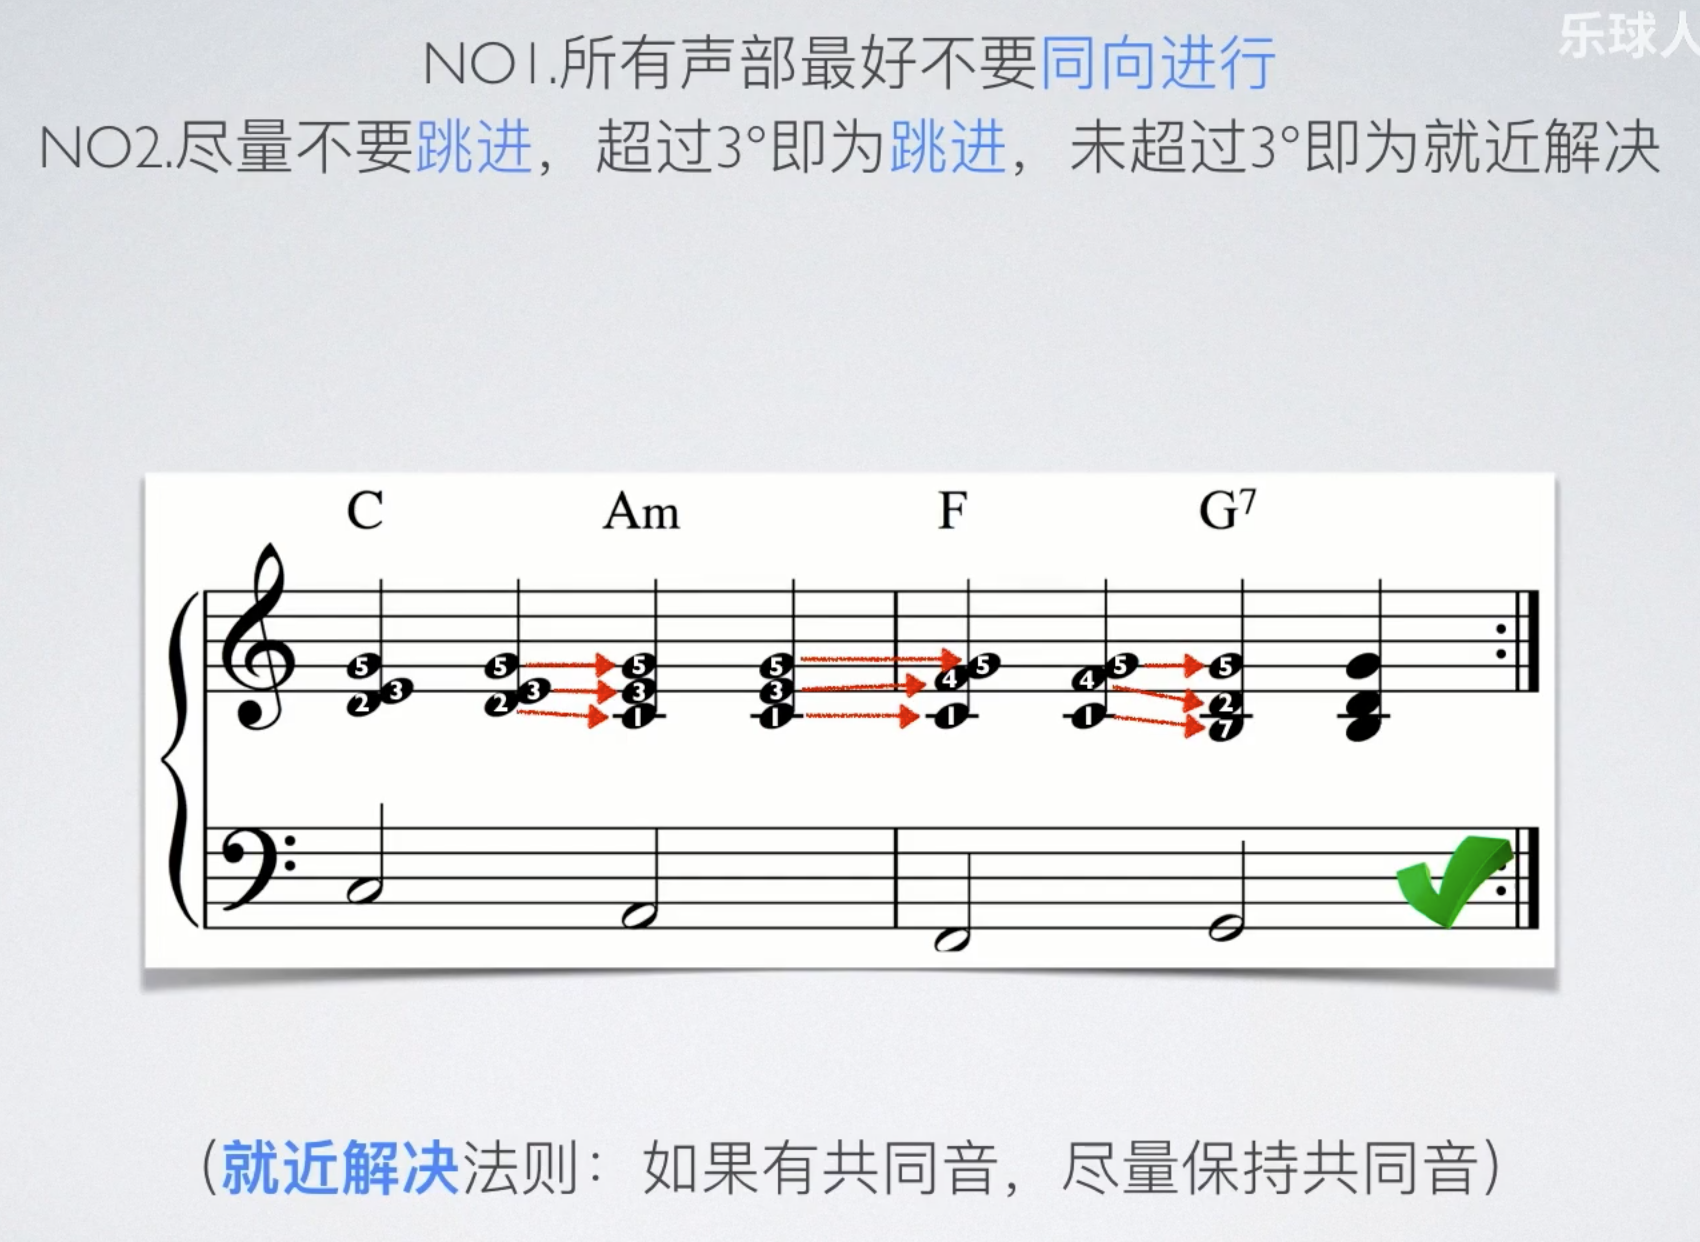 乐球人
NO1.所有声部最好不要同向进行
NO2.尽量不要跳进，超过3°即为跳进，未超过3°即为就近解决
C Am F G7
5 5 5 5 5 5 5
3 3 3 3 4 4
2 2 1 1 1 1 2 7
(就近解决法则：如果有共同音，尽量保持共同音)